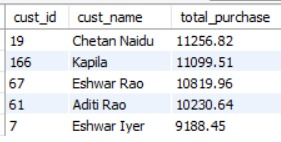 cust_id cust_name total_purchase
19 Chetan Naidu 11256.82
166 Kapila 11099.51
67 Eshwar Rao 10819.96
61 Aditi Rao 10230.64
7 Eshwar Iyer 9188.45